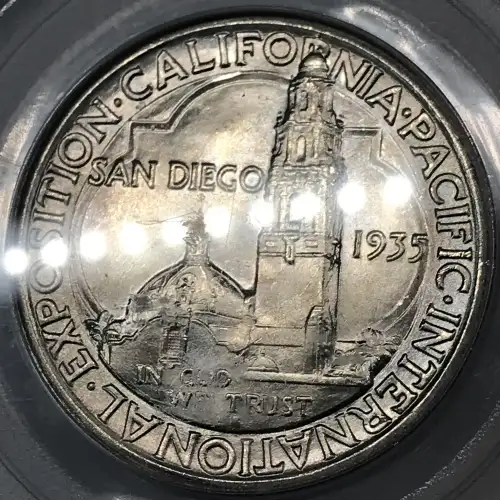 CALIFORNIA · PACIFIC · INTERNATIONAL · EXPOSITION ·
SAN DIEGO
1935
IN GOD
WE TRUST